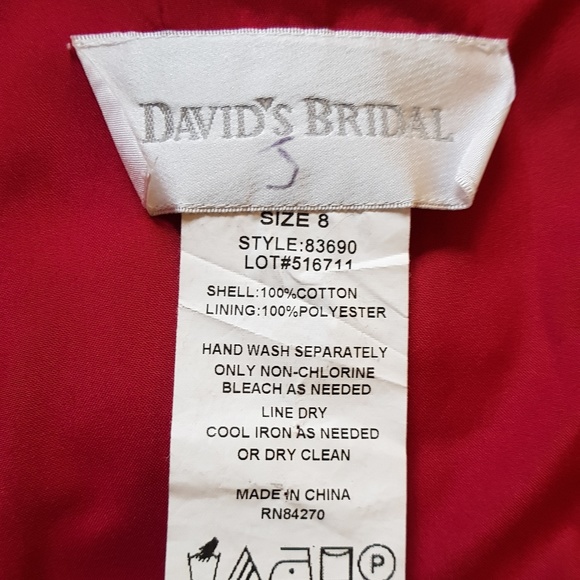 DAVID'S BRIDAL
J
SIZE 8
STYLE:83690
LOT#516711
SHELL:100%COTTON
LINING:100%POLYESTER
HAND WASH SEPARATELY
ONLY NON-CHLORINE
BLEACH AS NEEDED
LINE DRY
COOL IRON AS NEEDED
OR DRY CLEAN
MADE IN CHINA
RN84270
P